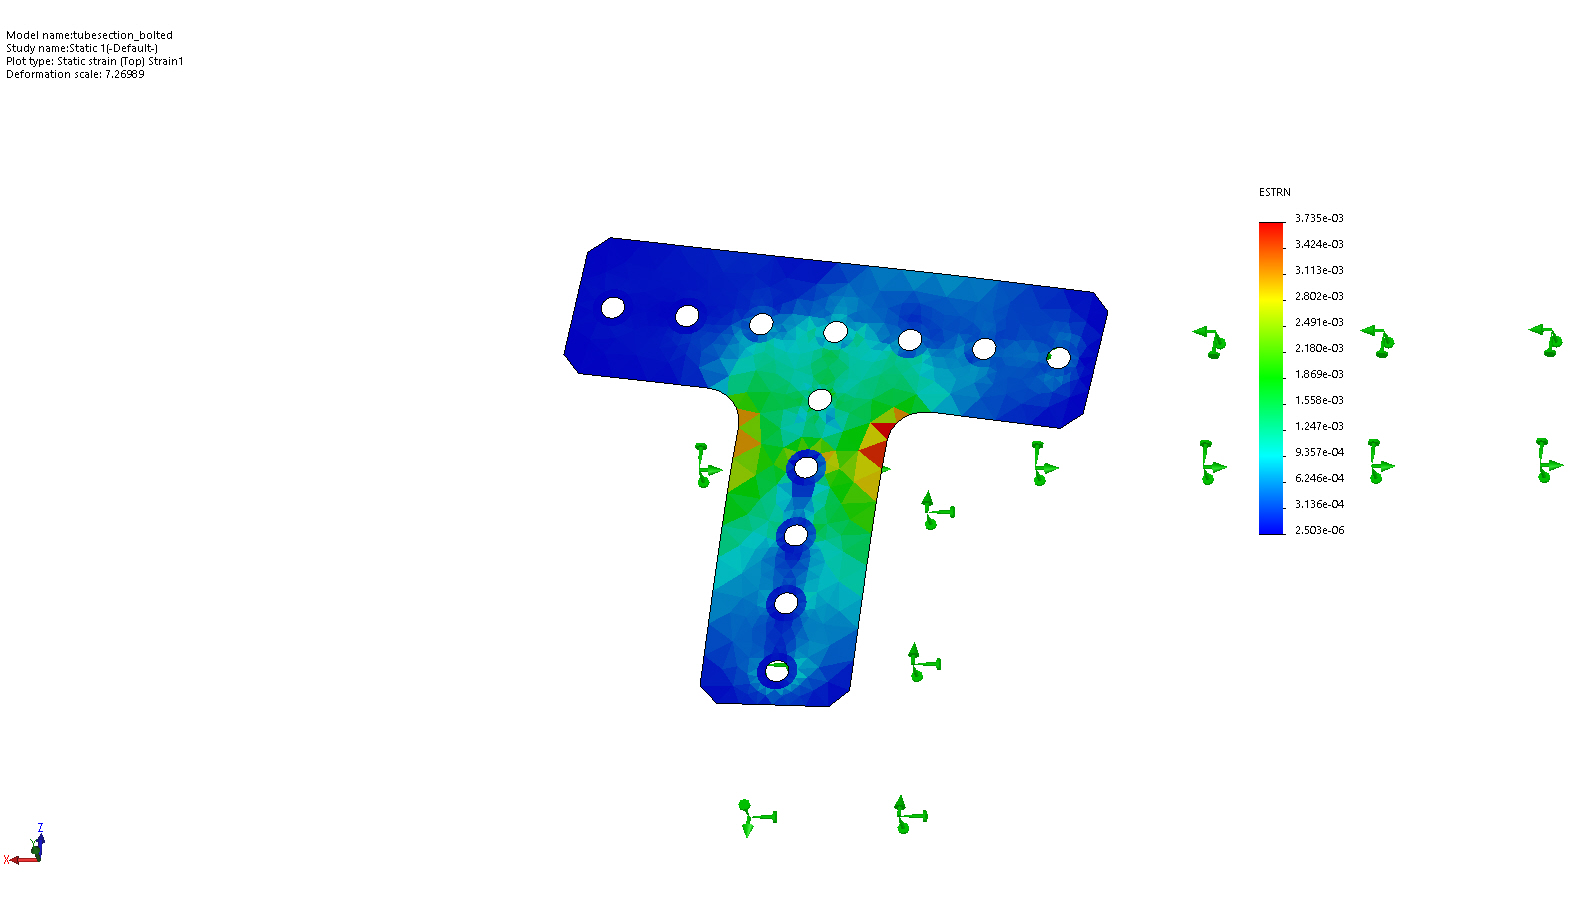 Model name:tubesection_bolted
Study name:Static 1(-Default-)
Plot type: Static strain (Top) Strain1
Deformation scale: 7.26989
ESTRN
3.735e-03
3.424e-03
3.113e-03
2.802e-03
2.491e-03
2.180e-03
1.869e-03
1.558e-03
1.247e-03
9.357e-04
6.246e-04
3.136e-04
2.503e-06
Z
Y
X